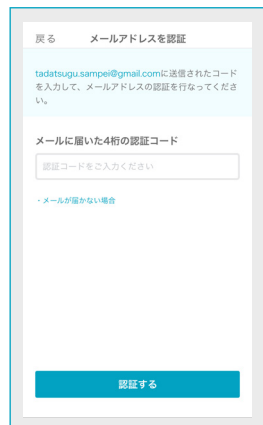 戻る メールアドレスを認証
tadatsugu.sampei@gmail.comに送信されたコード
を入力して、メールアドレスの認証を行なってくださ
い。
メールに届いた4桁の認証コード
認証コードをご入力ください
・メールが届かない場合
認証する